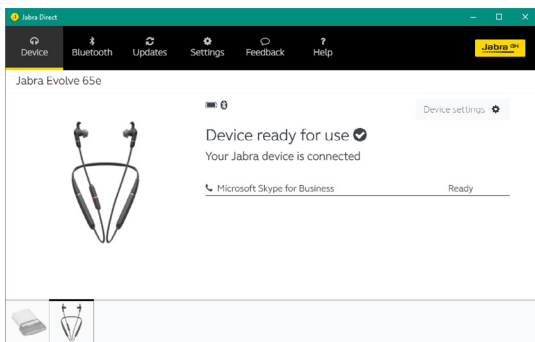 Jabra Direct
Device Bluetooth Updates Settings Feedback Help
Jabra GN
Jabra Evolve 65e
Device settings
Device ready for use
Your Jabra device is connected
Microsoft Skype for Business Ready